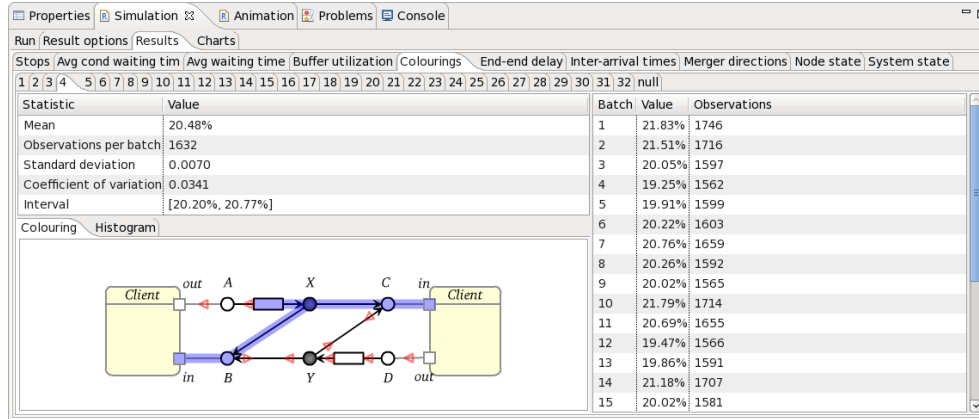 Properties Simulation Animation Problems Console
Run Result options Results Charts
Stops Avg cond waiting tim Avg waiting time Buffer utilization Colourings End-end delay Inter-arrival times Merger directions Node state System state
1 2 3 4 5 6 7 8 9 10 11 12 13 14 15 16 17 18 19 20 21 22 23 24 25 26 27 28 29 30 31 32 null
Statistic Value
Mean 20.48%
Observations per batch 1632
Standard deviation 0.0070
Coefficient of variation 0.0341
Interval [20.20%, 20.77%]
Colouring Histogram
out A X C in
Client Client
in B Y D out
Batch Value Observations
1 21.83% 1746
2 21.51% 1716
3 20.05% 1597
4 19.25% 1562
5 19.91% 1599
6 20.22% 1603
7 20.76% 1659
8 20.26% 1592
9 20.02% 1565
10 21.79% 1714
11 20.69% 1655
12 19.47% 1566
13 19.86% 1591
14 21.18% 1707
15 20.02% 1581